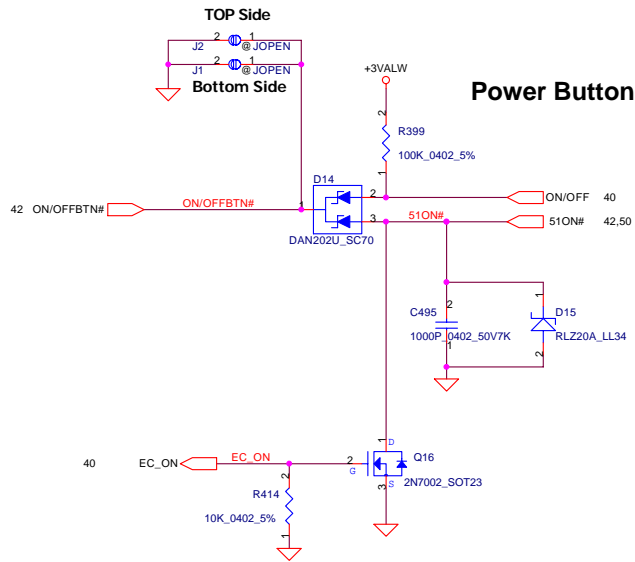 TOP Side
2 1
J2 @ JOPEN
2 1
J1 @ JOPEN
Bottom Side
+3VALW
Power Button
2
R399
100K_0402_5%
1
D14
42 ON/OFFBTN# ON/OFFBTN# 1
2 ON/OFF 40
3 51ON# 51ON# 42,50
DAN202U_SC70
2
C495
1000P_0402_50V7K
1
1
D15
RLZ20A_LL34
2
1 D
40 EC_ON EC_ON 2 G
Q16
2N7002_SOT23
3 S
2
R414
10K_0402_5%
1